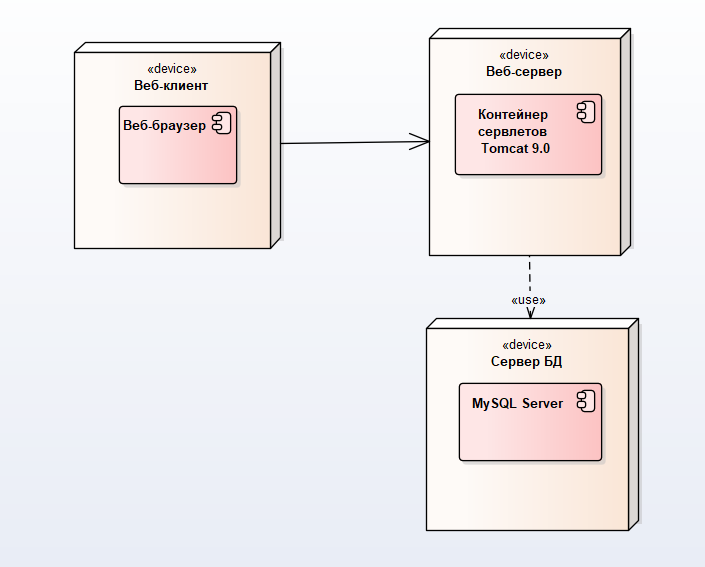 «device»
Веб-клиент
Веб-браузер
«device»
Веб-сервер
Контейнер
сервлетов
Tomcat 9.0
«use»
«device»
Сервер БД
MySQL Server